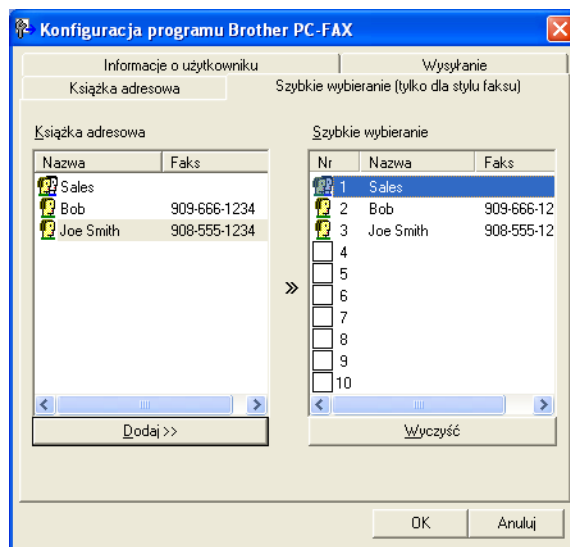 Konfiguracja programu Brother PC-FAX
Informacje o użytkowniku Wysyłanie
Książka adresowa Szybkie wybieranie (tylko dla stylu faksu)
Książka adresowa Szybkie wybieranie
Nazwa Faks Nr Nazwa Faks
Sales 1 Sales
Bob 909-666-1234 2 Bob 909-666-12
Joe Smith 908-555-1234 3 Joe Smith 908-555-12
4
5
»
6
7
8
9
10
Dodaj >> Wyczyść
OK Anuluj